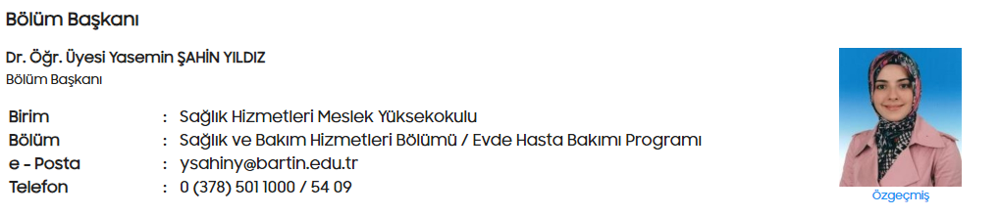 Bölüm Başkanı
Dr. Öğr. Üyesi Yasemin ŞAHİN YILDIZ
Bölüm Başkanı
Birim : Sağlık Hizmetleri Meslek Yüksekokulu
Bölüm : Sağlık ve Bakım Hizmetleri Bölümü / Evde Hasta Bakımı Programı
e - Posta : ysahiny@bartin.edu.tr
Telefon : 0 (378) 501 1000 / 54 09
Özgeçmiş